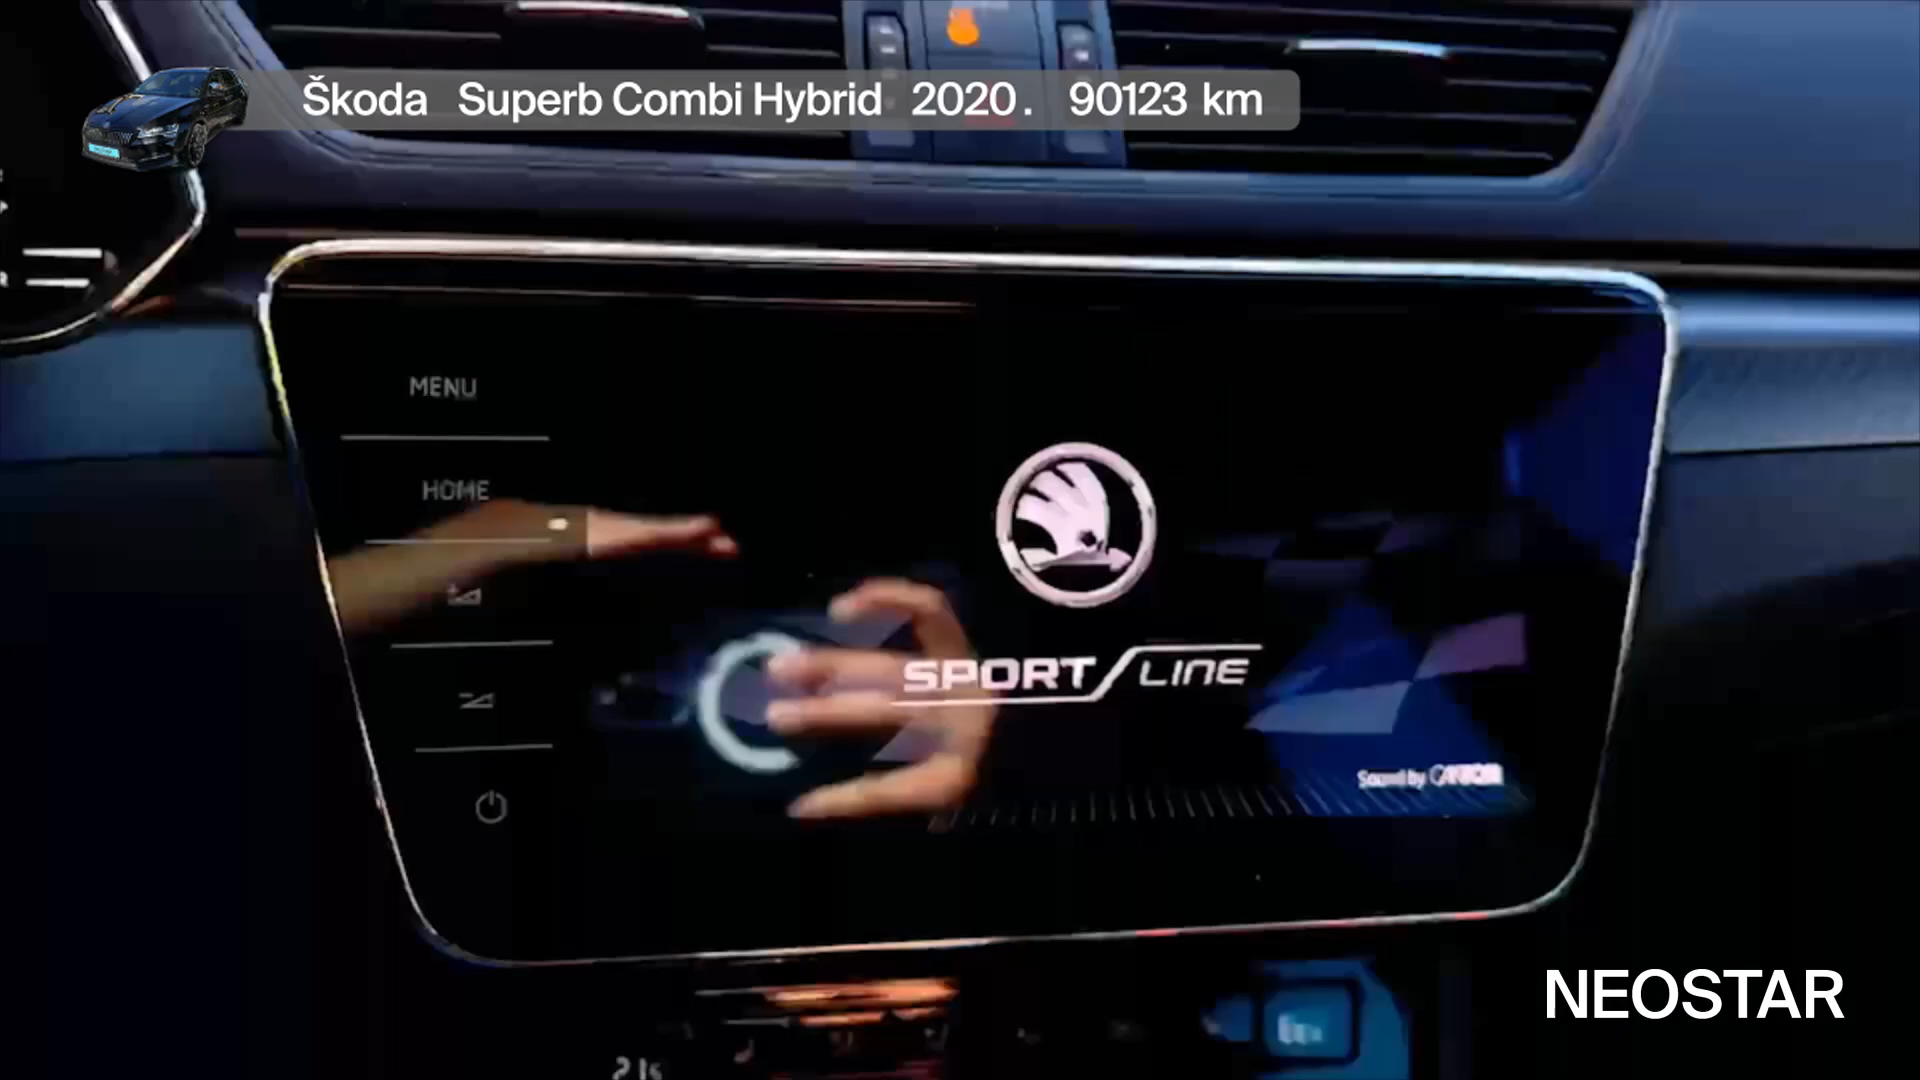 Škoda Superb Combi Hybrid 2020. 90123 km
MENU
HOME
SPORT LINE
Sound by CANTON
NEOSTAR